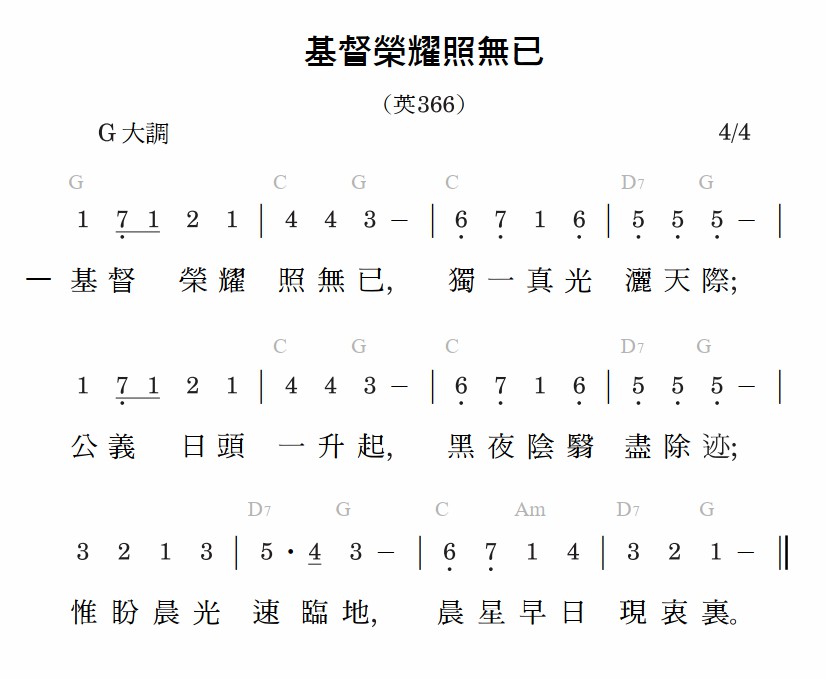 基督榮耀照無已
（英366）
G 大調 4/4
G C G C D7 G
1 7̣ 1 2 1 | 4 4 3 – | 6̣ 7̣ 1 6̣ | 5̣ 5̣ 5̣ – |
一 基督 榮耀 照無已, 獨一真光 灑天際;
C G C D7 G
1 7̣ 1 2 1 | 4 4 3 – | 6̣ 7̣ 1 6̣ | 5̣ 5̣ 5̣ – |
公義 日頭 一升起, 黑夜陰翳 盡除迹;
D7 G C Am D7 G
3 2 1 3 | 5 · 4 3 – | 6̣ 7̣ 1 4 | 3 2 1 – ‖
惟盼晨光 速臨地, 晨星早日 現衷裏。